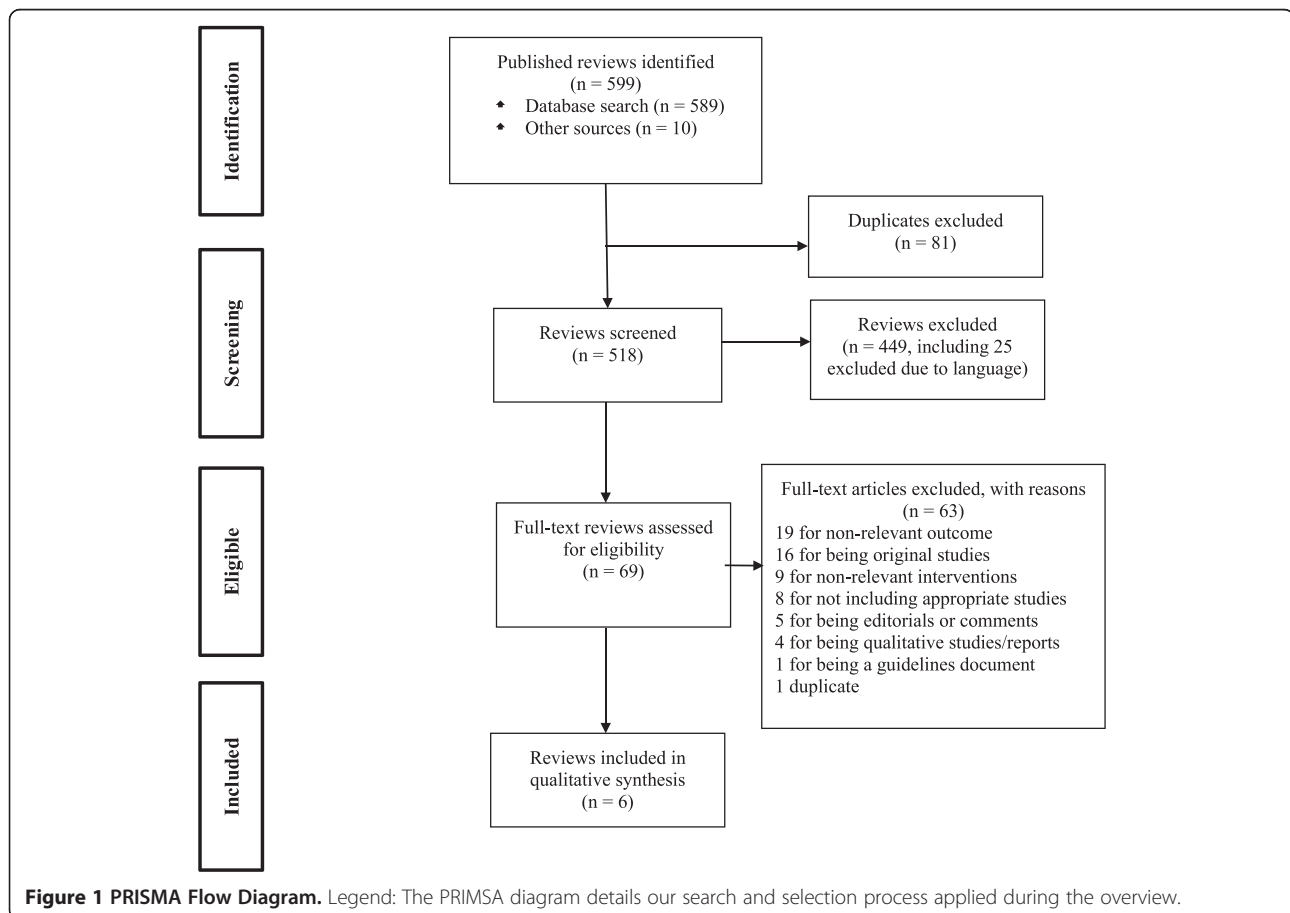 Identification
Published reviews identified
(n = 599)
Database search (n = 589)
Other sources (n = 10)
Duplicates excluded
(n = 81)
Screening
Reviews screened
(n = 518)
Reviews excluded
(n = 449, including 25
excluded due to language)
Eligible
Full-text reviews assessed
for eligibility
(n = 69)
Full-text articles excluded, with reasons
(n = 63)
19 for non-relevant outcome
16 for being original studies
9 for non-relevant interventions
8 for not including appropriate studies
5 for being editorials or comments
4 for being qualitative studies/reports
1 for being a guidelines document
1 duplicate
Included
Reviews included in
qualitative synthesis
(n = 6)
Figure 1 PRISMA Flow Diagram. Legend: The PRIMSA diagram details our search and selection process applied during the overview.